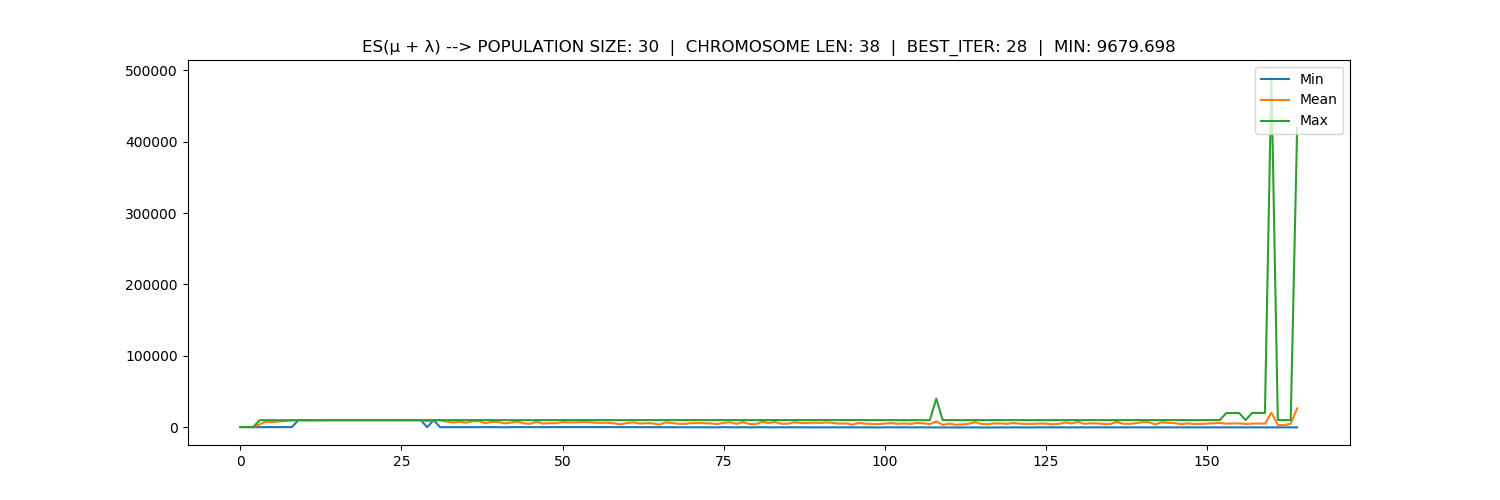 ES(μ + λ) --> POPULATION SIZE: 30 | CHROMOSOME LEN: 38 | BEST_ITER: 28 | MIN: 9679.698
500000
400000
300000
200000
100000
0
Min
Mean
Max
0 25 50 75 100 125 150